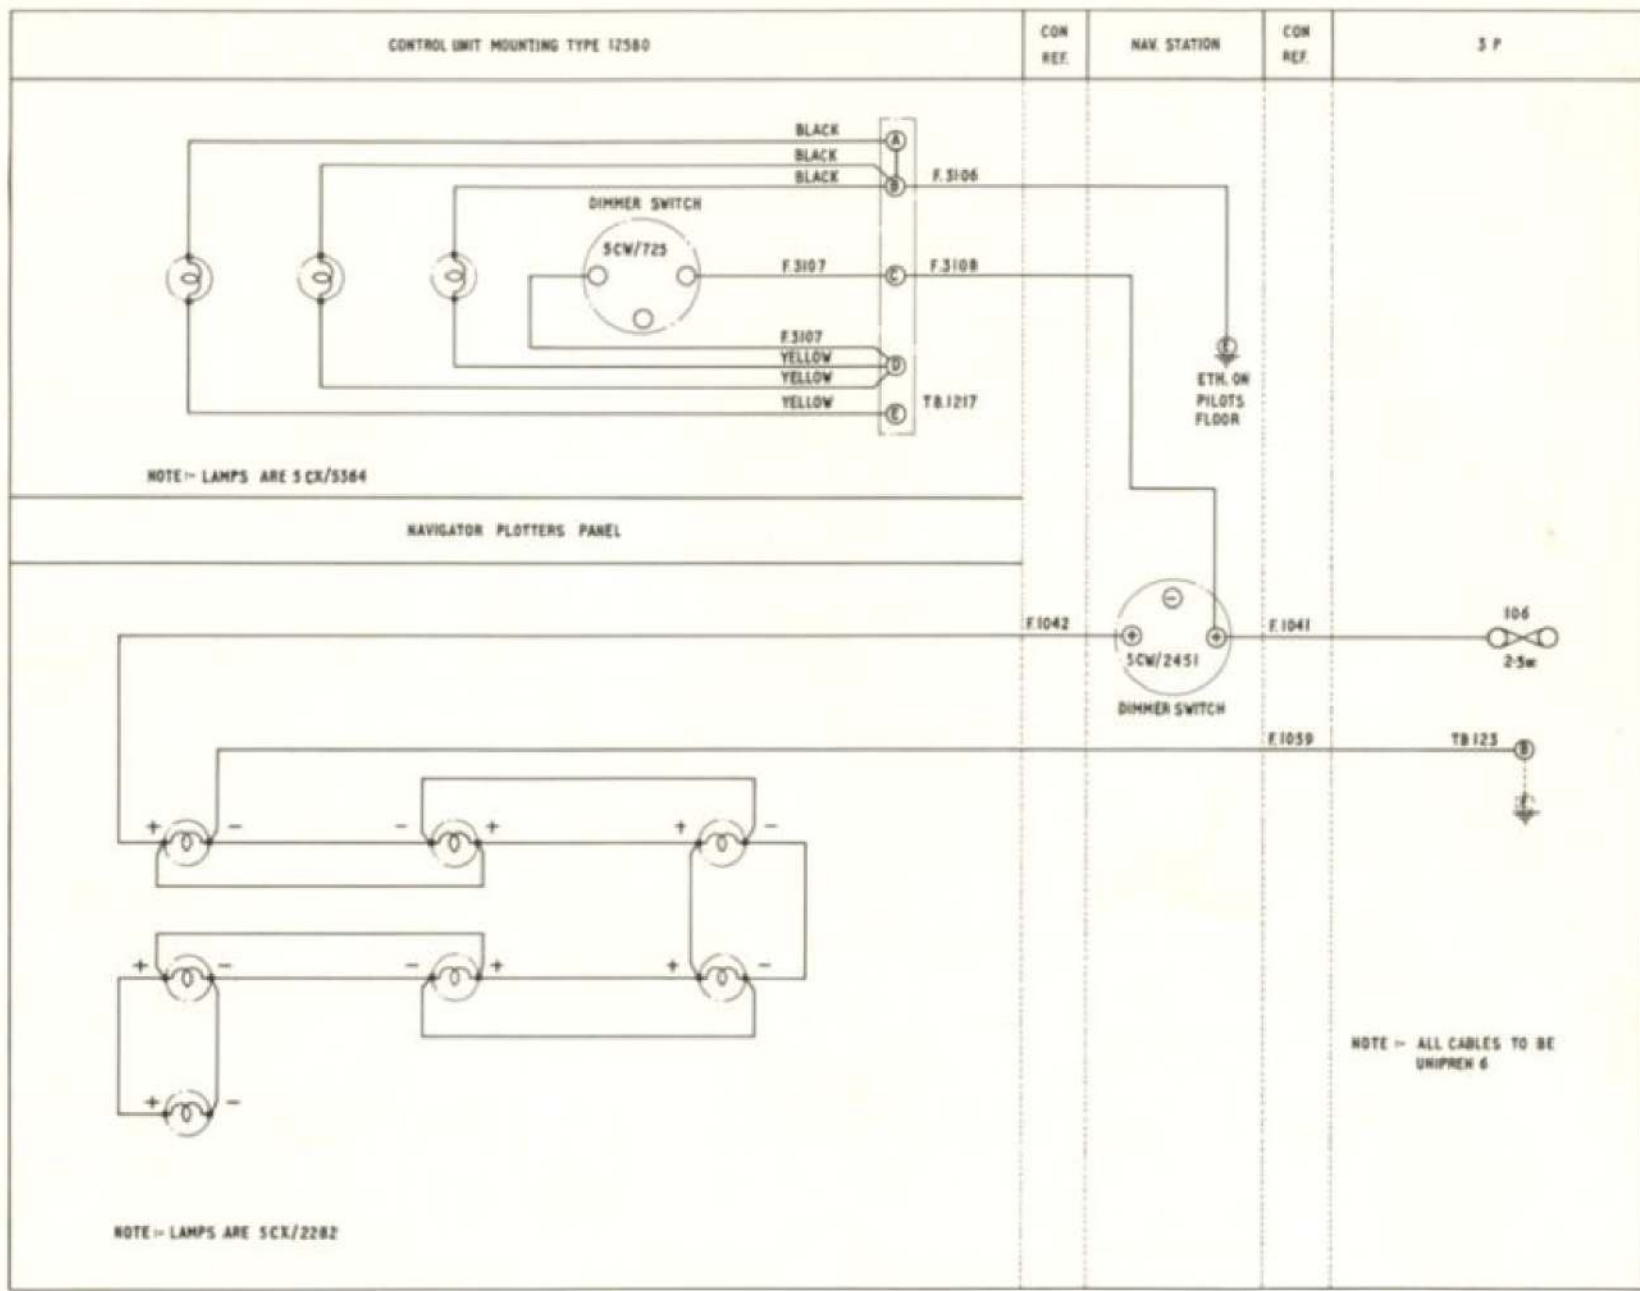 CONTROL UNIT MOUNTING TYPE 12580
CON
REF.
NAV. STATION
CON
REF.
3 P
BLACK
A
BLACK
BLACK
B
F.3106
DIMMER SWITCH
5CW/725
F.3107
C
F.3108
F.3107
YELLOW
D
YELLOW
YELLOW
E
TB.1217
E
ETH. ON
PILOTS
FLOOR
NOTE:- LAMPS ARE 5CX/5364
NAVIGATOR PLOTTERS PANEL
-
F.1042
+
+
F.1041
106
5CW/2451
2·5
DIMMER SWITCH
F.1059
TB 123
B
E
+ - - + + -
+ - - + + -
+ -
NOTE :- ALL CABLES TO BE
UNIPREN 6
NOTE:- LAMPS ARE 5CX/2282